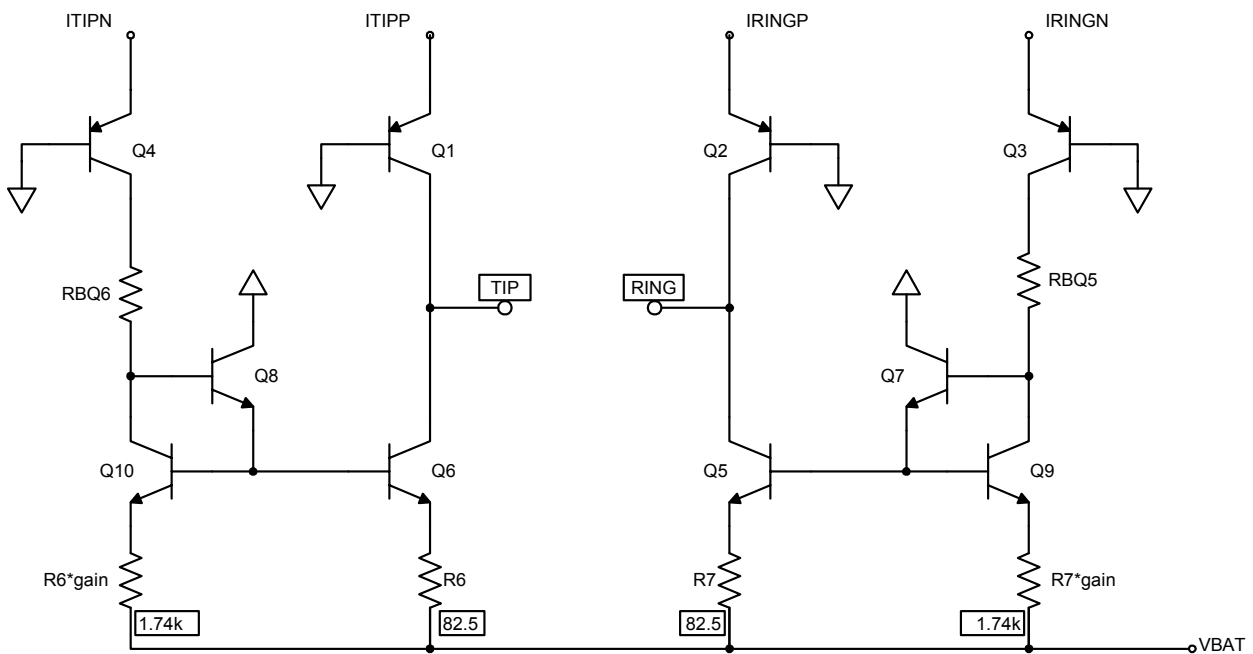 ITIPN
ITIPP
IRINGP
IRINGN
Q4
Q1
Q2
Q3
RBQ6
TIP
RING
RBQ5
Q8
Q7
Q10
Q6
Q5
Q9
R6*gain
R6
R7
R7*gain
1.74k
82.5
82.5
1.74k
VBAT